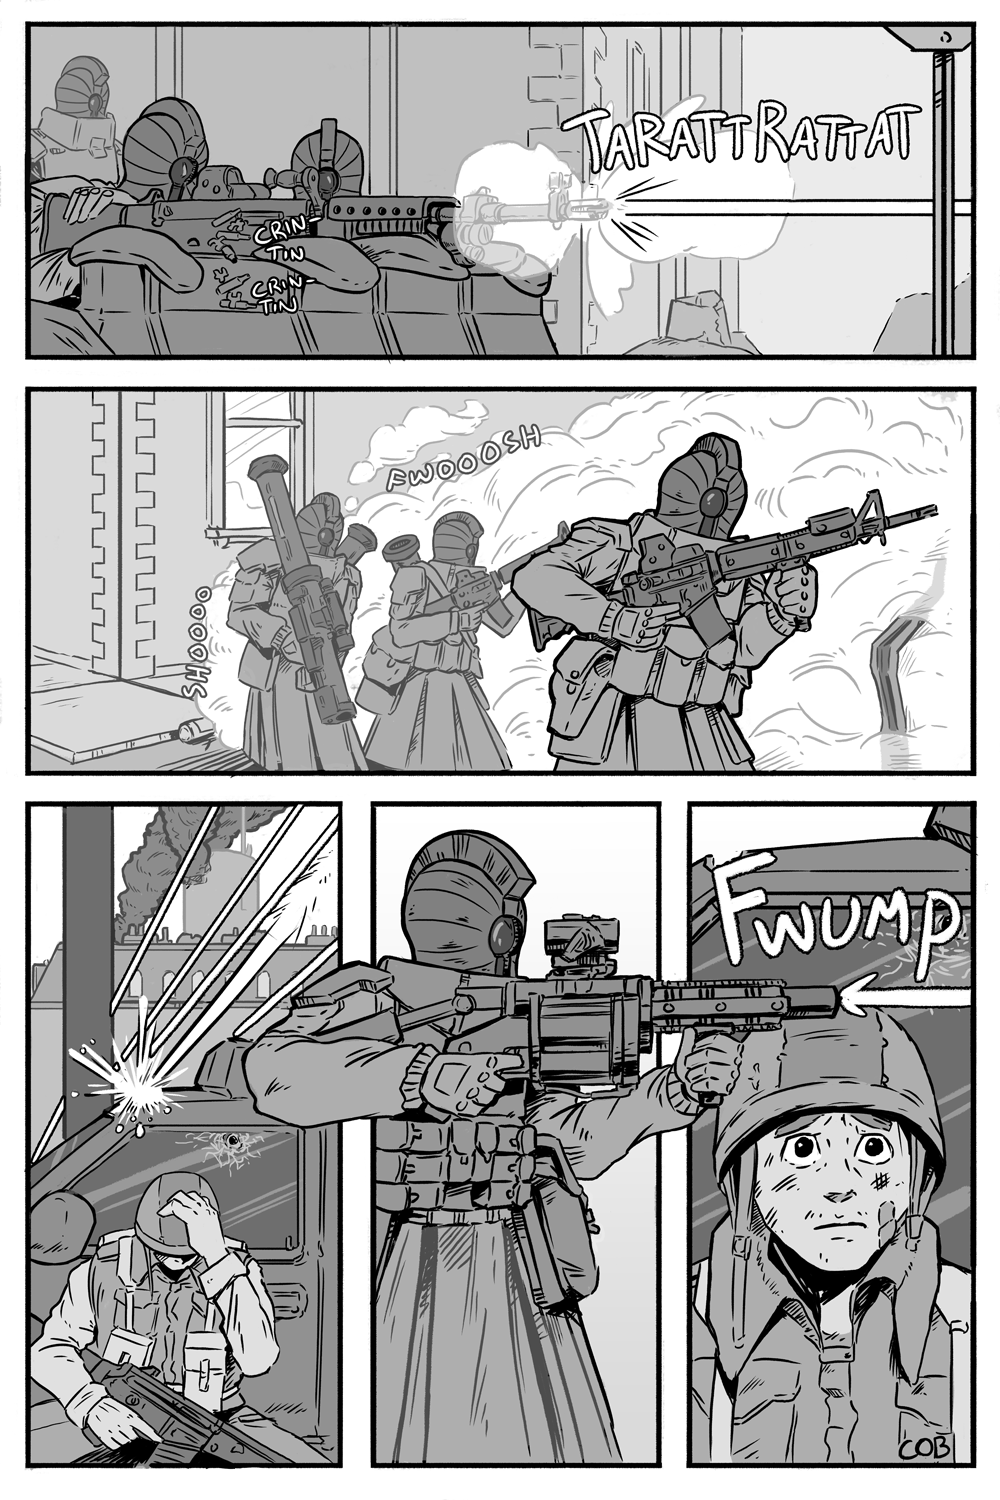 TARATTRATTAT
CRIN-
TIN
CRIN-
TIN
FWOOOSH
SHOOOO
FWUMP
COB